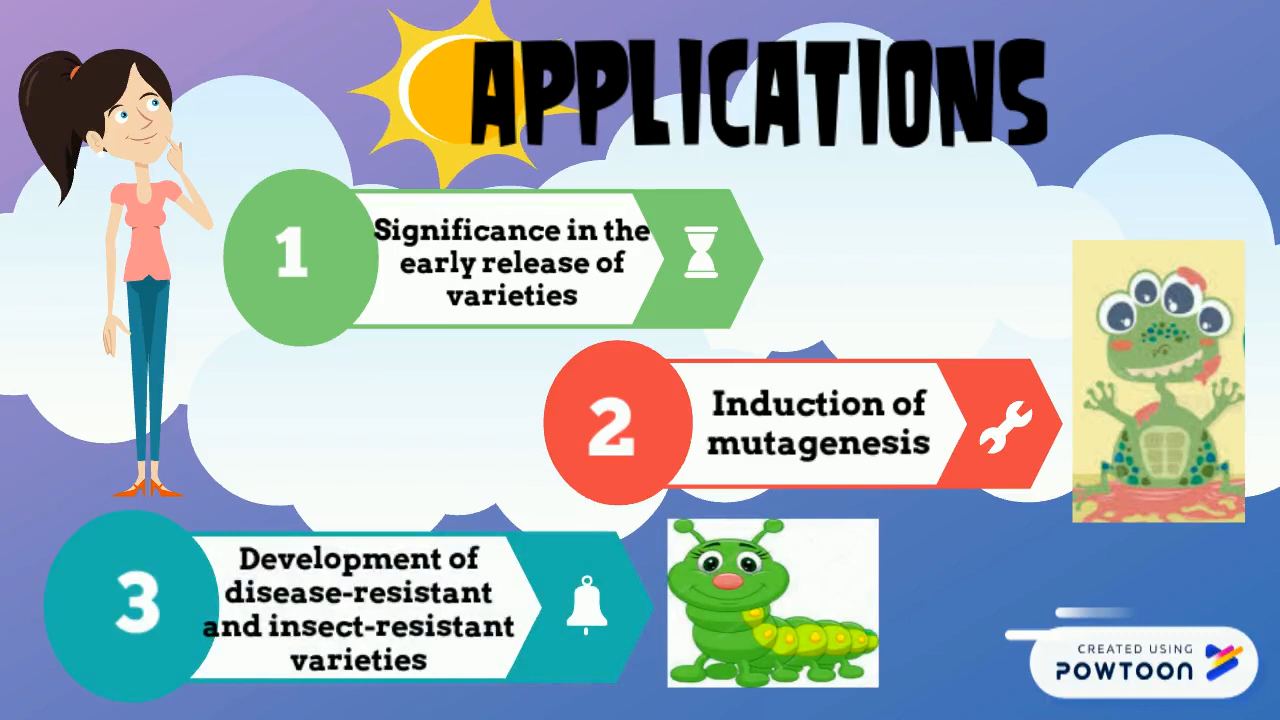 APPLICATIONS
1
Significance in the
early release of
varieties
2
Induction of
mutagenesis
3
Development of
disease-resistant
and insect-resistant
varieties
CREATED USING
POWTOON